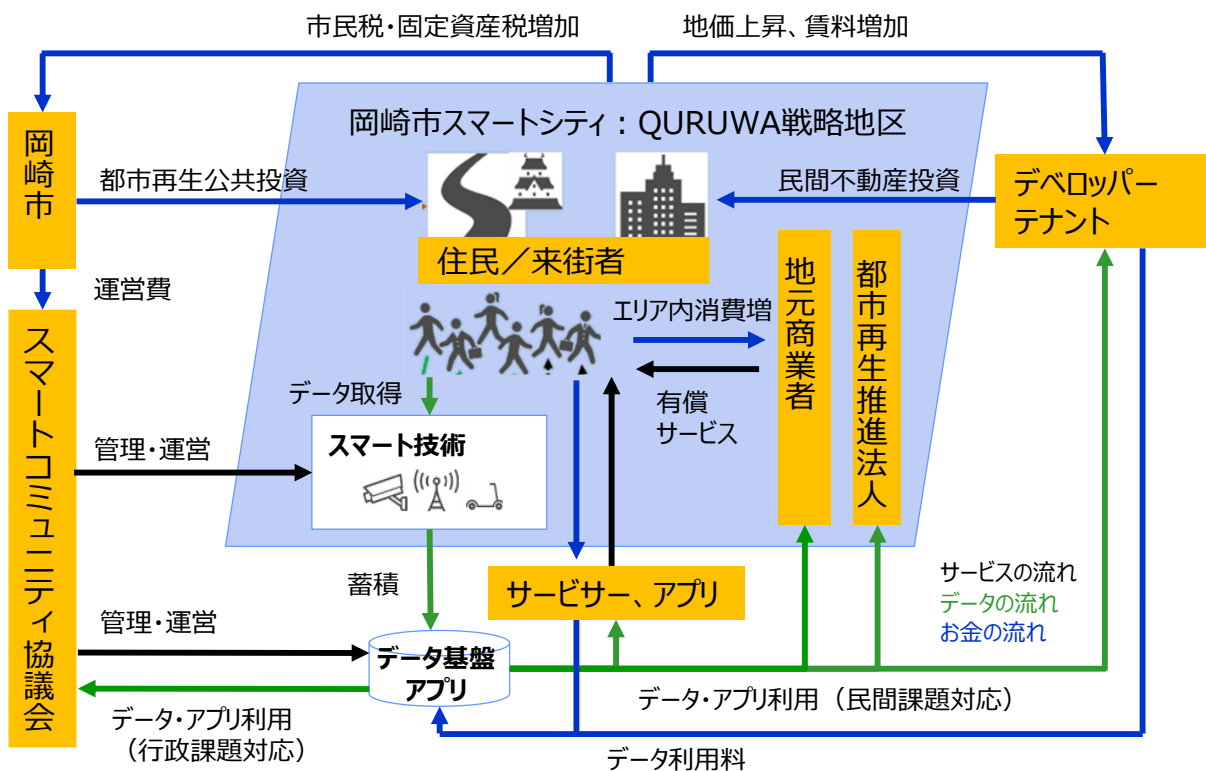 市民税・固定資産税増加
地価上昇、賃料増加
岡崎市スマートシティ：QURUWA戦略地区
岡崎市
都市再生公共投資
民間不動産投資
デベロッパー
テナント
住民／来街者
運営費
エリア内消費増
地元商業者
都市再生推進法人
スマートコミュニティ協議会
データ取得
有償
サービス
スマート技術
管理・運営
蓄積
サービサー、アプリ
サービスの流れ
データの流れ
お金の流れ
管理・運営
データ基盤
アプリ
データ・アプリ利用（民間課題対応）
データ・アプリ利用
（行政課題対応）
データ利用料